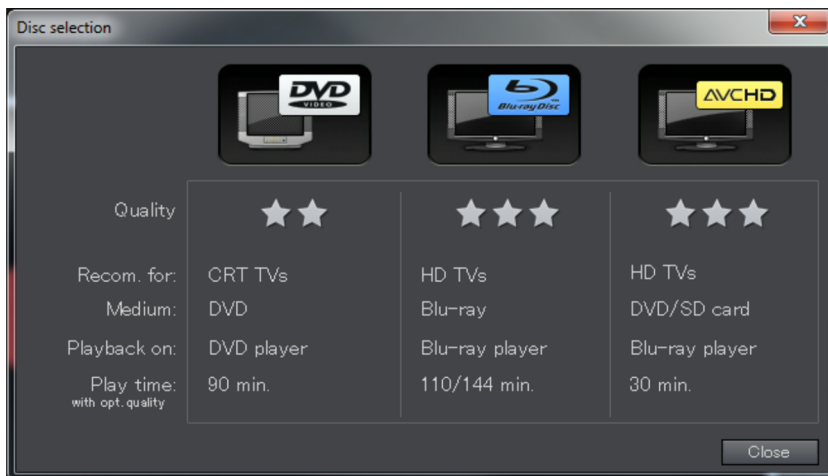 Disc selection
DVD
VIDEO
Blu-ray Disc
AVCHD
Quality
Recom. for: CRT TVs HD TVs HD TVs
Medium: DVD Blu-ray DVD/SD card
Playback on: DVD player Blu-ray player Blu-ray player
Play time: 90 min. 110/144 min. 30 min.
with opt. quality
Close